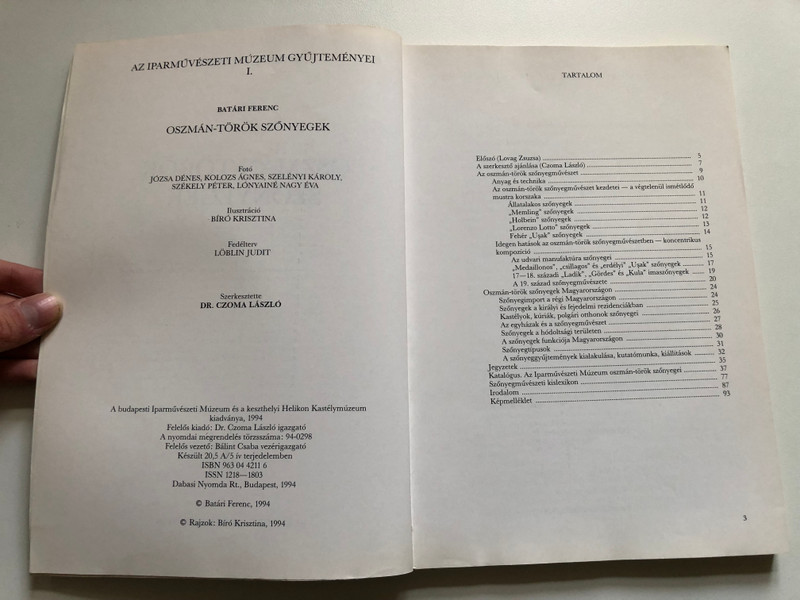 AZ IPARMŰVÉSZETI MÚZEUM GYŰJTEMÉNYEI
I.
BATÁRI FERENC
OSZMÁN-TÖRÖK SZŐNYEGEK
Fotó
JÓZSA DÉNES, KOLOZS ÁGNES, SZELÉNYI KÁROLY,
SZÉKELY PÉTER, LÓNYAINÉ NAGY ÉVA
Ilusztráció
BÍRÓ KRISZTINA
Fedélterv
LÖBLIN JUDIT
Szerkesztette
DR. CZOMA LÁSZLÓ
A budapesti Iparművészeti Múzeum és a keszthelyi Helikon Kastélymúzeum
kiadványa, 1994
Felelős kiadó: Dr. Czoma László igazgató
A nyomdai megrendelés törzsszáma: 94-0298
Felelős vezető: Bálint Csaba vezérigazgató
Készült 20,5 A/5 ív terjedelemben
ISBN 963 04 4211 6
ISSN 1218—1803
Dabasi Nyomda Rt., Budapest, 1994
© Batári Ferenc, 1994
© Rajzok: Bíró Krisztina, 1994
TARTALOM
Előszó (Lovag Zsuzsa) 5
A szerkesztő ajánlása (Czoma László) 7
Az oszmán-török szőnyegművészet 9
Anyag és technika 10
Az oszmán-török szőnyegművészet kezdetei — a végtelenül ismétlődő
mustra korszaka 11
Állatalakos szőnyegek 11
„Memling” szőnyegek 12
„Holbein” szőnyegek 12
„Lorenzo Lotto” szőnyegek 13
Fehér „Uşak” szőnyegek 14
Idegen hatások az oszmán-török szőnyegművészetben — koncentrikus
kompozíció 15
Az udvari manufaktúra szőnyegei 15
„Medaillonos”, „csillagos” és „erdélyi” „Uşak” szőnyegek 17
17—18. századi „Ladik”, „Gördes” és „Kula” imaszőnyegek 19
A 19. század szőnyegművészete 20
Oszmán-török szőnyegek Magyarországon 24
Szőnyegimport a régi Magyarországon 24
Szőnyegek a királyi és fejedelmi rezidenciákban 25
Kastélyok, kúriák, polgári otthonok szőnyegei 26
Az egyházak és a szőnyegművészet 27
Szőnyegek a hódoltsági területen 28
A szőnyegek funkciója Magyarországon 30
Szőnyegtípusok 31
A szőnyeggyűjtemények kialakulása, kutatómunka, kiállítások 32
Jegyzetek 35
Katalógus. Az Iparművészeti Múzeum oszmán-török szőnyegei 37
Szőnyegművészeti kislexikon 77
Irodalom 87
Képmelléklet 93
3